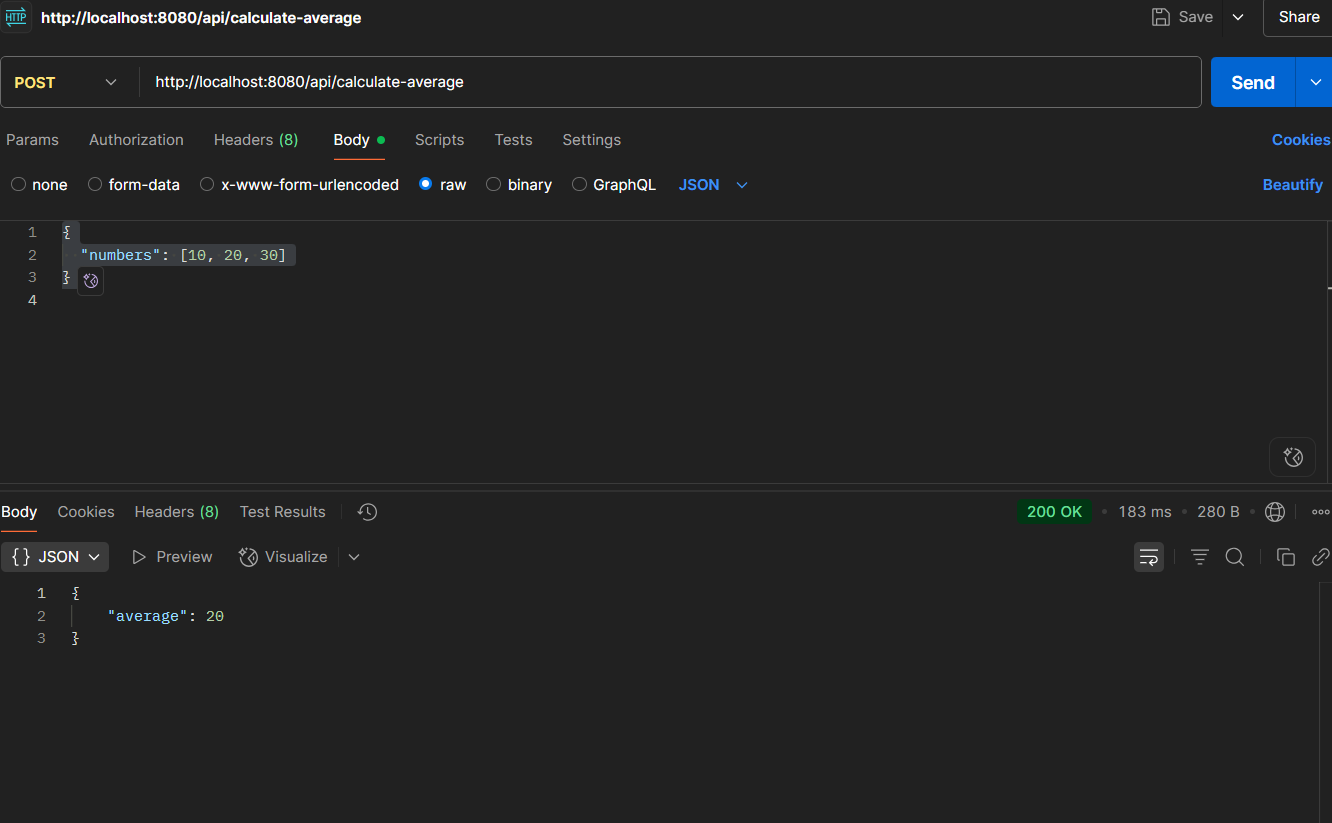 HTTP http://localhost:8080/api/calculate-average Save Share
POST http://localhost:8080/api/calculate-average Send
Params Authorization Headers (8) Body Scripts Tests Settings Cookies
none form-data x-www-form-urlencoded raw binary GraphQL JSON Beautify
1 {
2 "numbers": [10, 20, 30]
3 }
4
Body Cookies Headers (8) Test Results 200 OK • 183 ms • 280 B •
{} JSON Preview Visualize
1 {
2 "average": 20
3 }